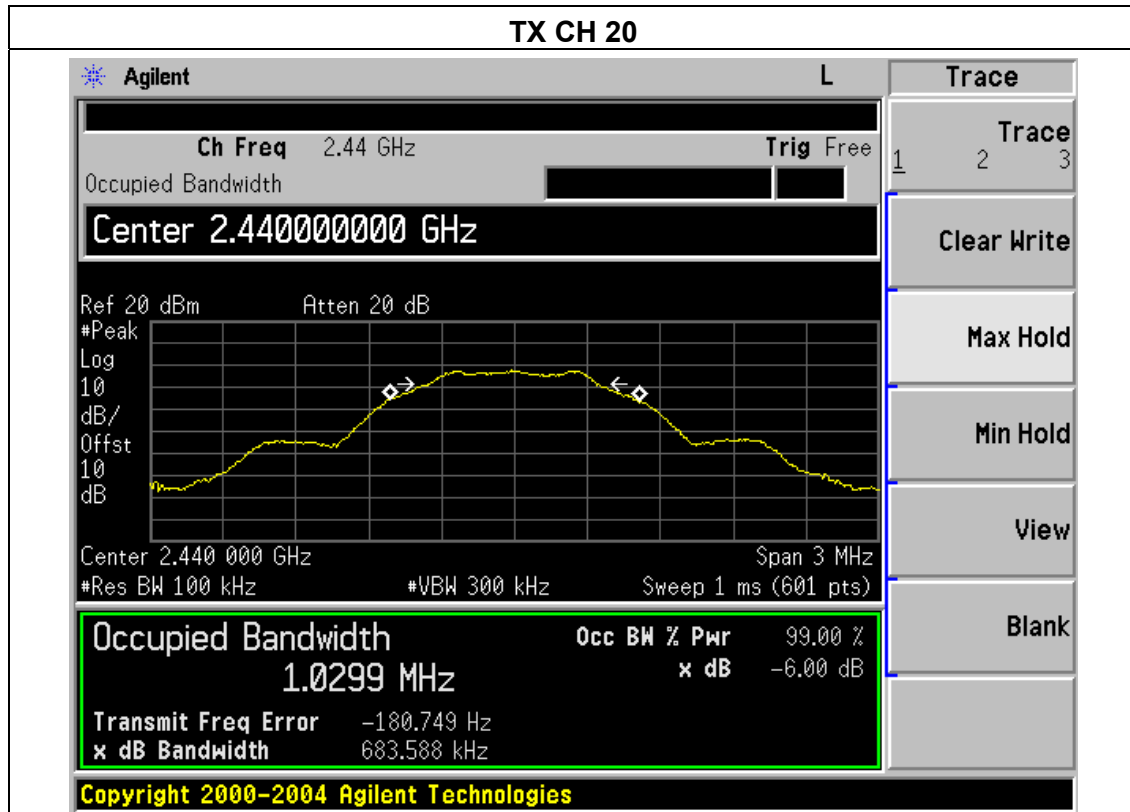 TX CH 20
Agilent L Trace
Ch Freq 2.44 GHz Trig Free
Occupied Bandwidth
Center 2.440000000 GHz
Ref 20 dBm Atten 20 dB
#Peak
Log
10
dB/
Offst
10
dB
Center 2.440 000 GHz Span 3 MHz
#Res BW 100 kHz #VBW 300 kHz Sweep 1 ms (601 pts)
Occupied Bandwidth Occ BW % Pwr 99.00 %
1.0299 MHz x dB -6.00 dB
Transmit Freq Error -180.749 Hz
x dB Bandwidth 683.588 kHz
Copyright 2000-2004 Agilent Technologies
Trace
1 2 3
Clear Write
Max Hold
Min Hold
View
Blank